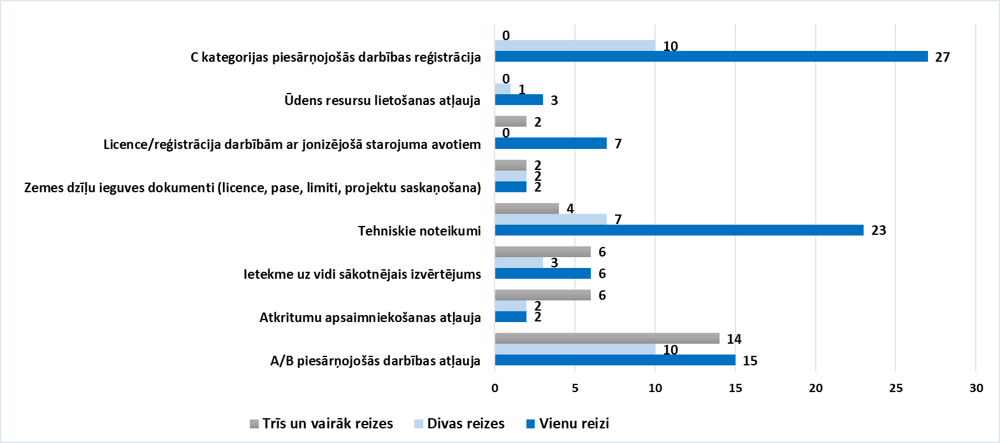 0
10
C kategorijas piesārņojošās darbības reģistrācija
27
0
1
Ūdens resursu lietošanas atļauja
3
2
0
Licence/reģistrācija darbībām ar jonizējošā starojuma avotiem
7
2
2
Zemes dzīļu ieguves dokumenti (licence, pase, limiti, projektu saskaņošana)
2
4
7
Tehniskie noteikumi
23
6
3
Ietekme uz vidi sākotnējais izvērtējums
6
6
2
Atkritumu apsaimniekošanas atļauja
2
14
10
A/B piesārņojošās darbības atļauja
15
0 5 10 15 20 25 30
Trīs un vairāk reizes Divas reizes Vienu reizi